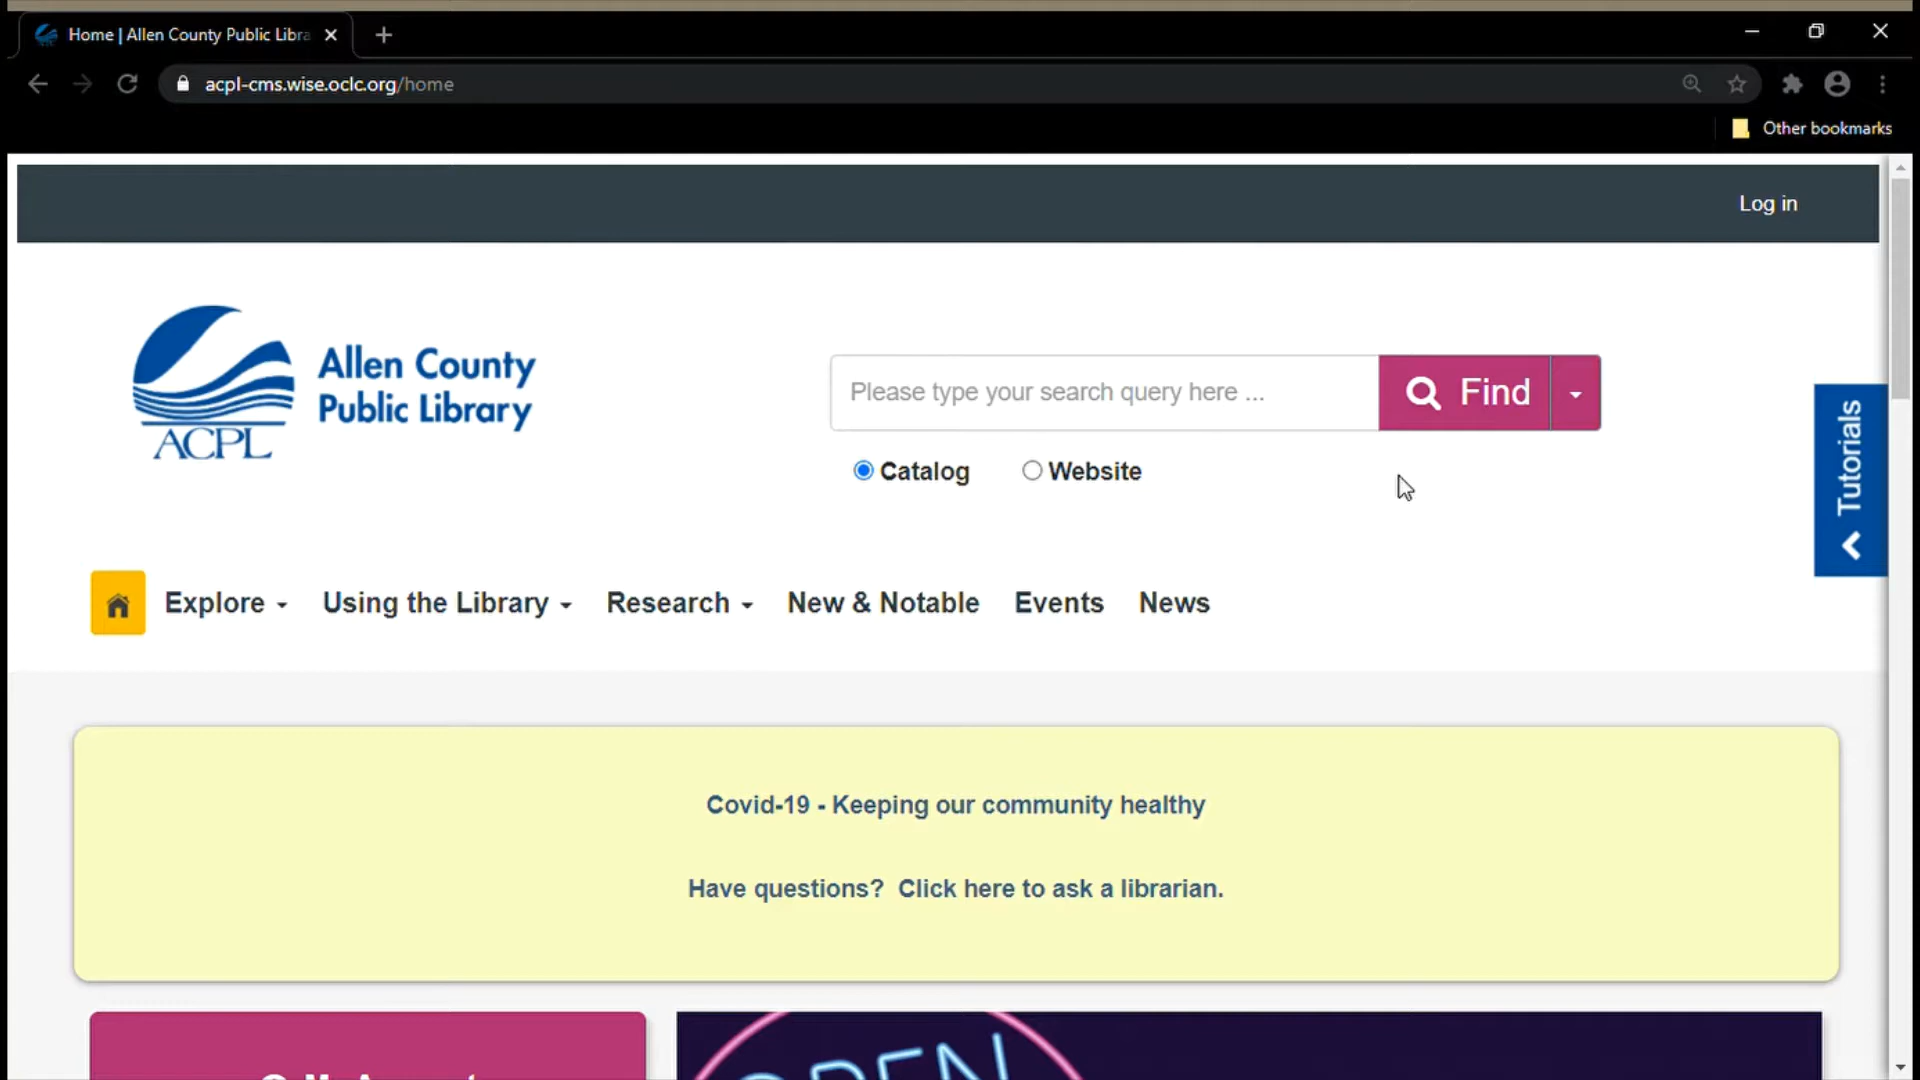 Home | Allen County Public Libra
acpl-cms.wise.oclc.org/home
Other bookmarks
Log in
Allen County
Public Library
ACPL
Please type your search query here ...
Find
Catalog
Website
Tutorials
Explore
Using the Library
Research
New & Notable
Events
News
Covid-19 - Keeping our community healthy
Have questions? Click here to ask a librarian.
OPEN